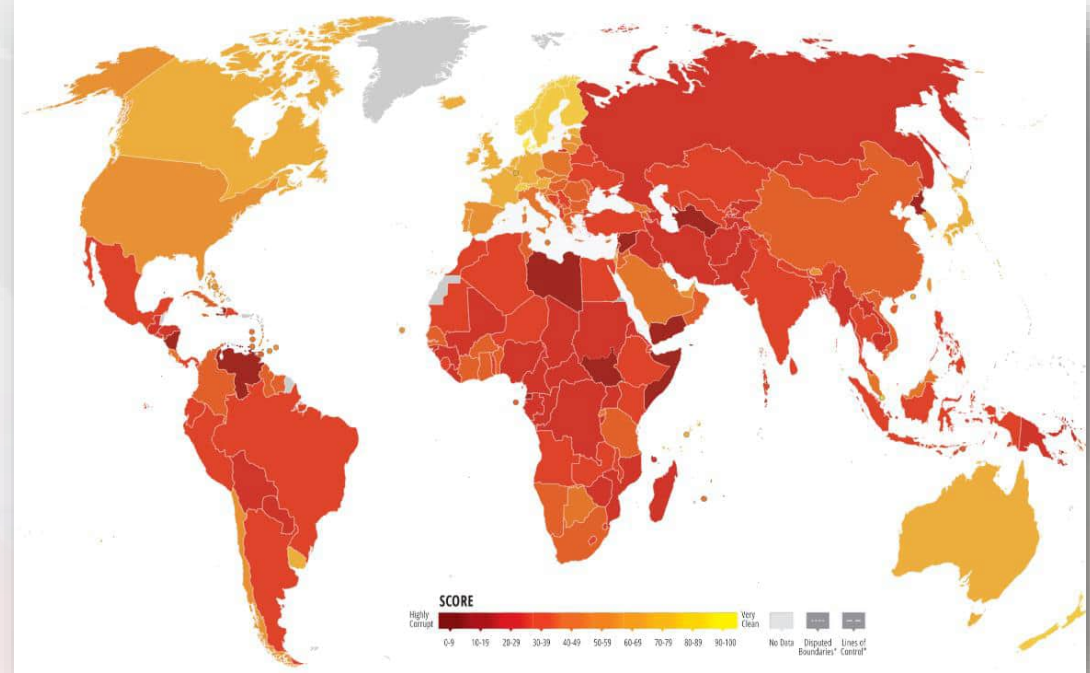 SCORE
Highly
Corrupt
Very
Clean
0-9 10-19 20-29 30-39 40-49 50-59 60-69 70-79 80-89 90-100
No Data
Disputed
Boundaries*
Lines of
Control*